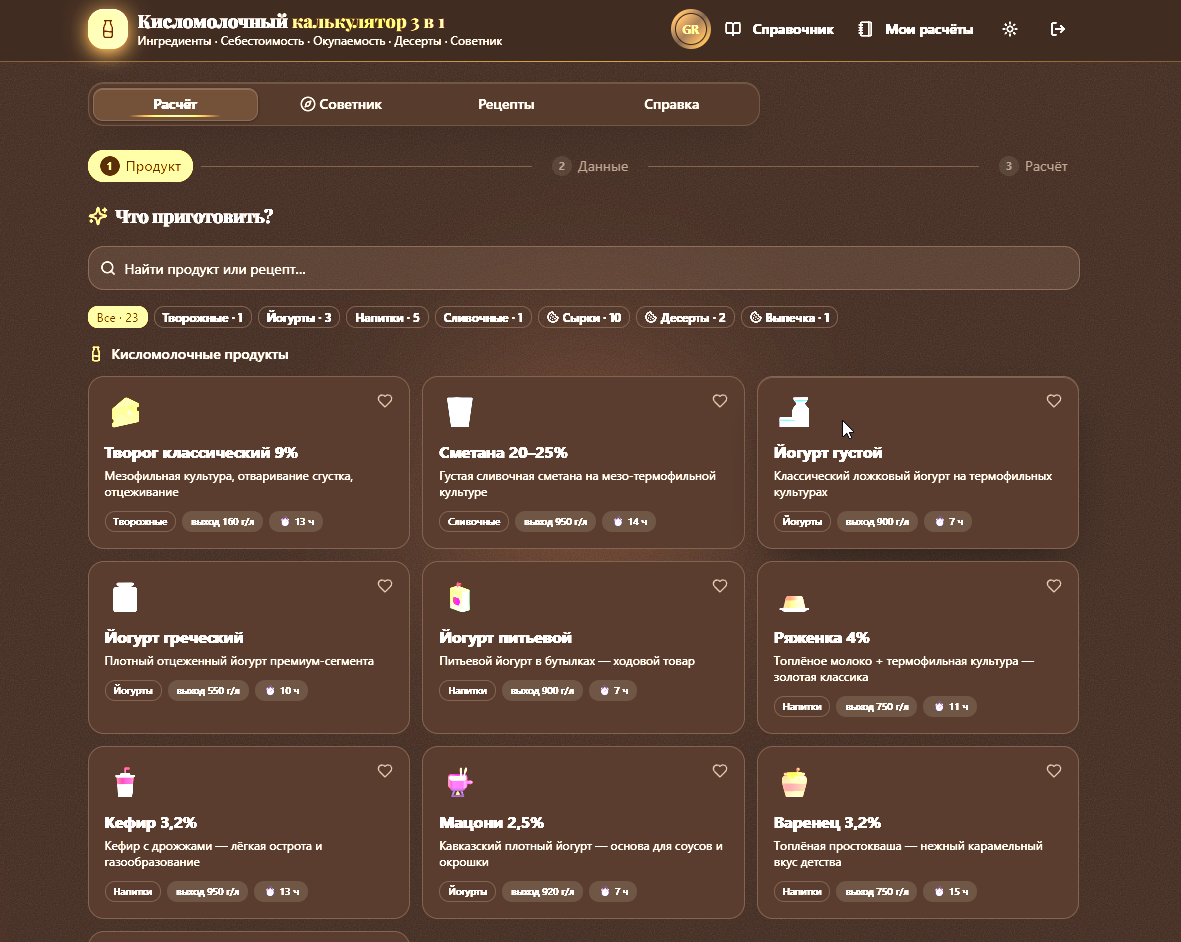 Кисломолочный калькулятор 3 в 1
Ингредиенты · Себестоимость · Окупаемость · Десерты · Советник
GR
Справочник
Мои расчёты
Расчёт
Советник
Рецепты
Справка
1 Продукт
2 Данные
3 Расчёт
Что приготовить?
Найти продукт или рецепт...
Все · 23
Творожные · 1
Йогурты · 3
Напитки · 5
Сливочные · 1
Сырки · 10
Десерты · 2
Выпечка · 1
Кисломолочные продукты
Творог классический 9%
Мезофильная культура, отваривание сгустка,
отцеживание
Творожные
выход 160 г/л
13 ч
Сметана 20–25%
Густая сливочная сметана на мезо-термофильной
культуре
Сливочные
выход 950 г/л
14 ч
Йогурт густой
Классический ложковый йогурт на термофильных
культурах
Йогурты
выход 900 г/л
7 ч
Йогурт греческий
Плотный отцеженный йогурт премиум-сегмента
Йогурты
выход 550 г/л
10 ч
Йогурт питьевой
Питьевой йогурт в бутылках — ходовой товар
Напитки
выход 900 г/л
7 ч
Ряженка 4%
Топлёное молоко + термофильная культура —
золотая классика
Напитки
выход 750 г/л
11 ч
Кефир 3,2%
Кефир с дрожжами — лёгкая острота и
газообразование
Напитки
выход 950 г/л
13 ч
Мацони 2,5%
Кавказский плотный йогурт — основа для соусов и
окрошки
Йогурты
выход 920 г/л
7 ч
Варенец 3,2%
Топлёная простокваша — нежный карамельный
вкус детства
Напитки
выход 750 г/л
15 ч